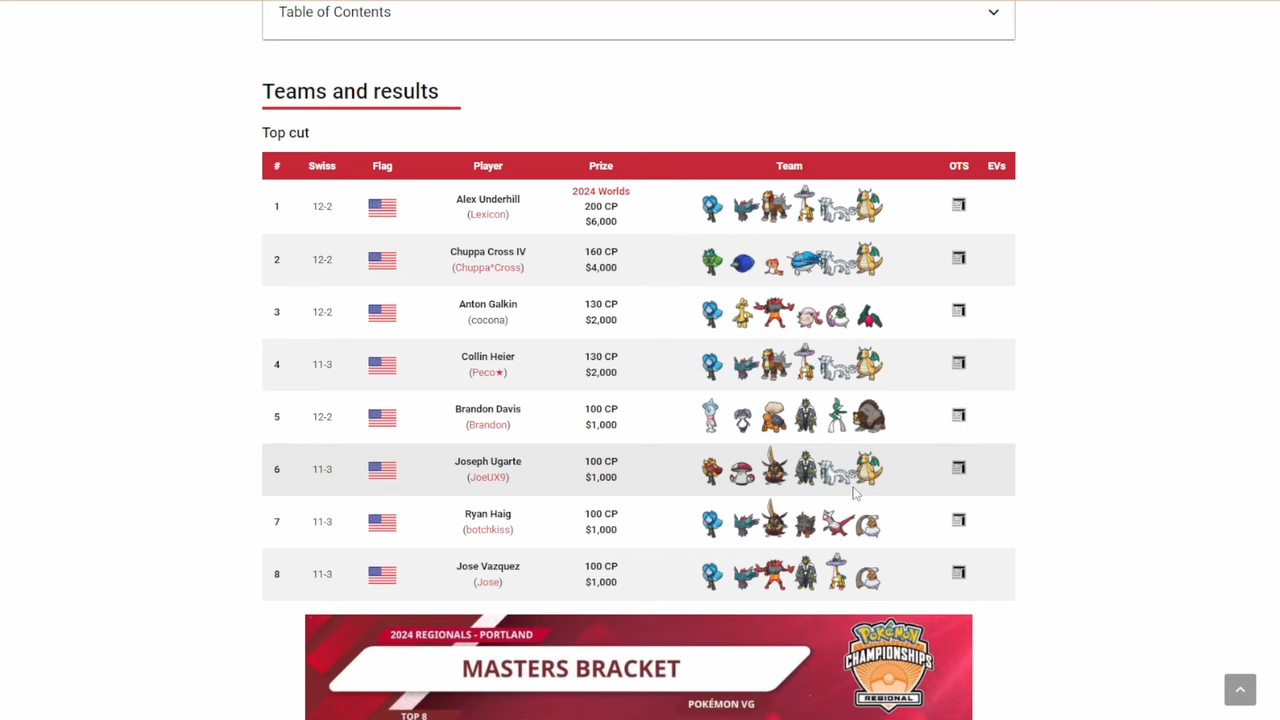 Table of Contents
Teams and results
Top cut
# Swiss Flag Player Prize Team OTS EVs
1 12-2 Alex Underhill (Lexicon) 2024 Worlds 200 CP $6,000
2 12-2 Chuppa Cross IV (Chuppa*Cross) 160 CP $4,000
3 12-2 Anton Galkin (cocona) 130 CP $2,000
4 11-3 Collin Heier (Peco★) 130 CP $2,000
5 12-2 Brandon Davis (Brandon) 100 CP $1,000
6 11-3 Joseph Ugarte (JoeUX9) 100 CP $1,000
7 11-3 Ryan Haig (botchkiss) 100 CP $1,000
8 11-3 Jose Vazquez (Jose) 100 CP $1,000
2024 REGIONALS - PORTLAND
MASTERS BRACKET
POKÉMON VG
TOP 8
Pokémon
CHAMPIONSHIPS
REGIONAL